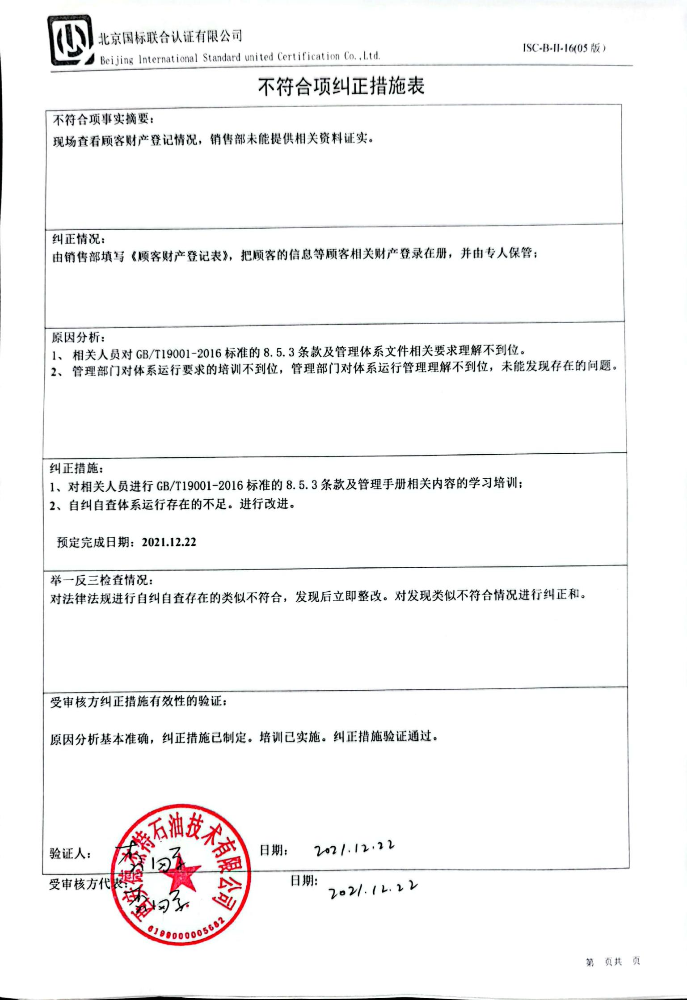 北京国标联合认证有限公司
Beijing International Standard united Certification Co.,Ltd.
ISC-B-II-16(05 版)
不符合项纠正措施表
不符合项事实摘要：
现场查看顾客财产登记情况，销售部未能提供相关资料证实。
纠正情况：
由销售部填写《顾客财产登记表》，把顾客的信息等顾客相关财产登录在册，并由专人保管；
原因分析：
1、 相关人员对 GB/T19001-2016 标准的 8.5.3 条款及管理体系文件相关要求理解不到位。
2、 管理部门对体系运行要求的培训不到位，管理部门对体系运行管理理解不到位，未能发现存在的问题。
纠正措施：
1、对相关人员进行 GB/T19001-2016 标准的 8.5.3 条款及管理手册相关内容的学习培训；
2、自纠自查体系运行存在的不足。进行改进。
预定完成日期：2021.12.22
举一反三检查情况：
对法律法规进行自纠自查存在的类似不符合，发现后立即整改。对发现类似不符合情况进行纠正和。
受审核方纠正措施有效性的验证：
原因分析基本准确，纠正措施已制定。培训已实施。纠正措施验证通过。
西安德杰特石油技术有限公司
验证人： 日期： 2021.12.22
受审核方代表： 日期： 2021.12.22
6199000005682
第 页共 页